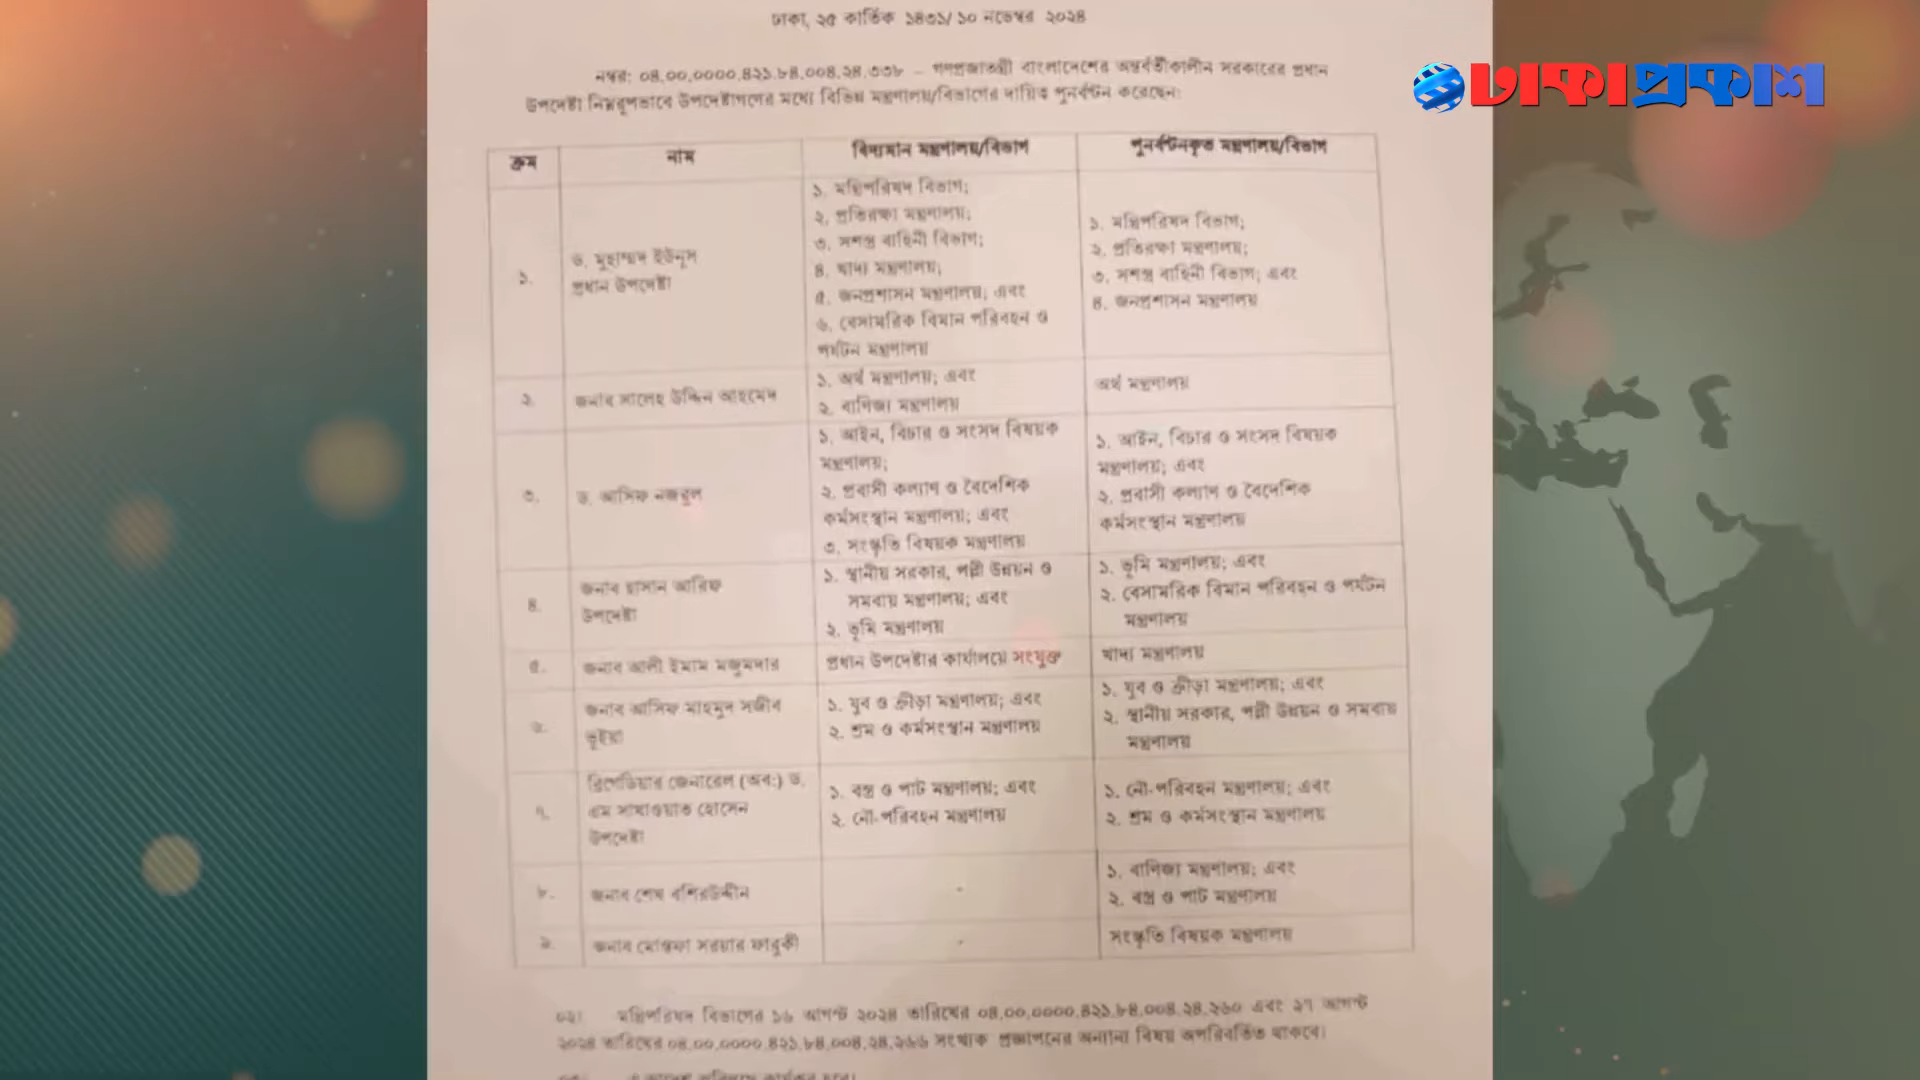 ঢাকা, ২৫ কার্তিক ১৪৩১/১০ নভেম্বর ২০২৪
ঢাকাপ্রকাশ
নম্বর: ০৪.০০.০০০০.৪২১.৮৪.০০৪.২৪.৩৩৮ – গণপ্রজাতন্ত্রী বাংলাদেশের অন্তর্বর্তীকালীন সরকারের প্রধান
উপদেষ্টা নিম্নরূপভাবে উপদেষ্টাগণের মধ্যে বিভিন্ন মন্ত্রণালয়/বিভাগের দায়িত্ব পুনর্বণ্টন করেছেন:
ক্রম নাম বিদ্যমান মন্ত্রণালয়/বিভাগ পুনর্বণ্টনকৃত মন্ত্রণালয়/বিভাগ
১.
ড. মুহাম্মদ ইউনূস
প্রধান উপদেষ্টা
১. মন্ত্রিপরিষদ বিভাগ;
২. প্রতিরক্ষা মন্ত্রণালয়;
৩. সশস্ত্র বাহিনী বিভাগ;
৪. খাদ্য মন্ত্রণালয়;
৫. জনপ্রশাসন মন্ত্রণালয়; এবং
৬. বেসামরিক বিমান পরিবহন ও
পর্যটন মন্ত্রণালয়
১. মন্ত্রিপরিষদ বিভাগ;
২. প্রতিরক্ষা মন্ত্রণালয়;
৩. সশস্ত্র বাহিনী বিভাগ; এবং
৪. জনপ্রশাসন মন্ত্রণালয়
২.
জনাব সালেহ উদ্দিন আহমেদ
১. অর্থ মন্ত্রণালয়; এবং
২. বাণিজ্য মন্ত্রণালয়
অর্থ মন্ত্রণালয়
৩.
ড. আসিফ নজরুল
১. আইন, বিচার ও সংসদ বিষয়ক
মন্ত্রণালয়;
২. প্রবাসী কল্যাণ ও বৈদেশিক
কর্মসংস্থান মন্ত্রণালয়; এবং
৩. সংস্কৃতি বিষয়ক মন্ত্রণালয়
১. আইন, বিচার ও সংসদ বিষয়ক
মন্ত্রণালয়; এবং
২. প্রবাসী কল্যাণ ও বৈদেশিক
কর্মসংস্থান মন্ত্রণালয়
৪.
জনাব হাসান আরিফ
উপদেষ্টা
১. স্থানীয় সরকার, পল্লী উন্নয়ন ও
সমবায় মন্ত্রণালয়; এবং
২. ভূমি মন্ত্রণালয়
১. ভূমি মন্ত্রণালয়; এবং
২. বেসামরিক বিমান পরিবহন ও পর্যটন
মন্ত্রণালয়
৫.
জনাব আলী ইমাম মজুমদার
প্রধান উপদেষ্টার কার্যালয়ে সংযুক্ত
খাদ্য মন্ত্রণালয়
৬.
জনাব আসিফ মাহমুদ সজীব
ভূঁইয়া
১. যুব ও ক্রীড়া মন্ত্রণালয়; এবং
২. শ্রম ও কর্মসংস্থান মন্ত্রণালয়
১. যুব ও ক্রীড়া মন্ত্রণালয়; এবং
২. স্থানীয় সরকার, পল্লী উন্নয়ন ও সমবায়
মন্ত্রণালয়
৭.
ব্রিগেডিয়ার জেনারেল (অব:) ড.
এম সাখাওয়াত হোসেন
উপদেষ্টা
১. বস্ত্র ও পাট মন্ত্রণালয়; এবং
২. নৌ-পরিবহন মন্ত্রণালয়
১. নৌ-পরিবহন মন্ত্রণালয়; এবং
২. শ্রম ও কর্মসংস্থান মন্ত্রণালয়
৮.
জনাব শেখ বশিরউদ্দীন
-
১. বাণিজ্য মন্ত্রণালয়; এবং
২. বস্ত্র ও পাট মন্ত্রণালয়
৯.
জনাব মোস্তফা সরয়ার ফারুকী
-
সংস্কৃতি বিষয়ক মন্ত্রণালয়
০২। মন্ত্রিপরিষদ বিভাগের ১৬ আগস্ট ২০২৪ তারিখের ০৪.০০.০০০০.৪২১.৮৪.০০৪.২৪.২৬০ এবং ২৭ আগস্ট
২০২৪ তারিখের ০৪.০০.০০০০.৪২১.৮৪.০০৪.২৪.২৬৬ সংখ্যক প্রজ্ঞাপনের অন্যান্য বিষয় অপরিবর্তিত থাকবে।